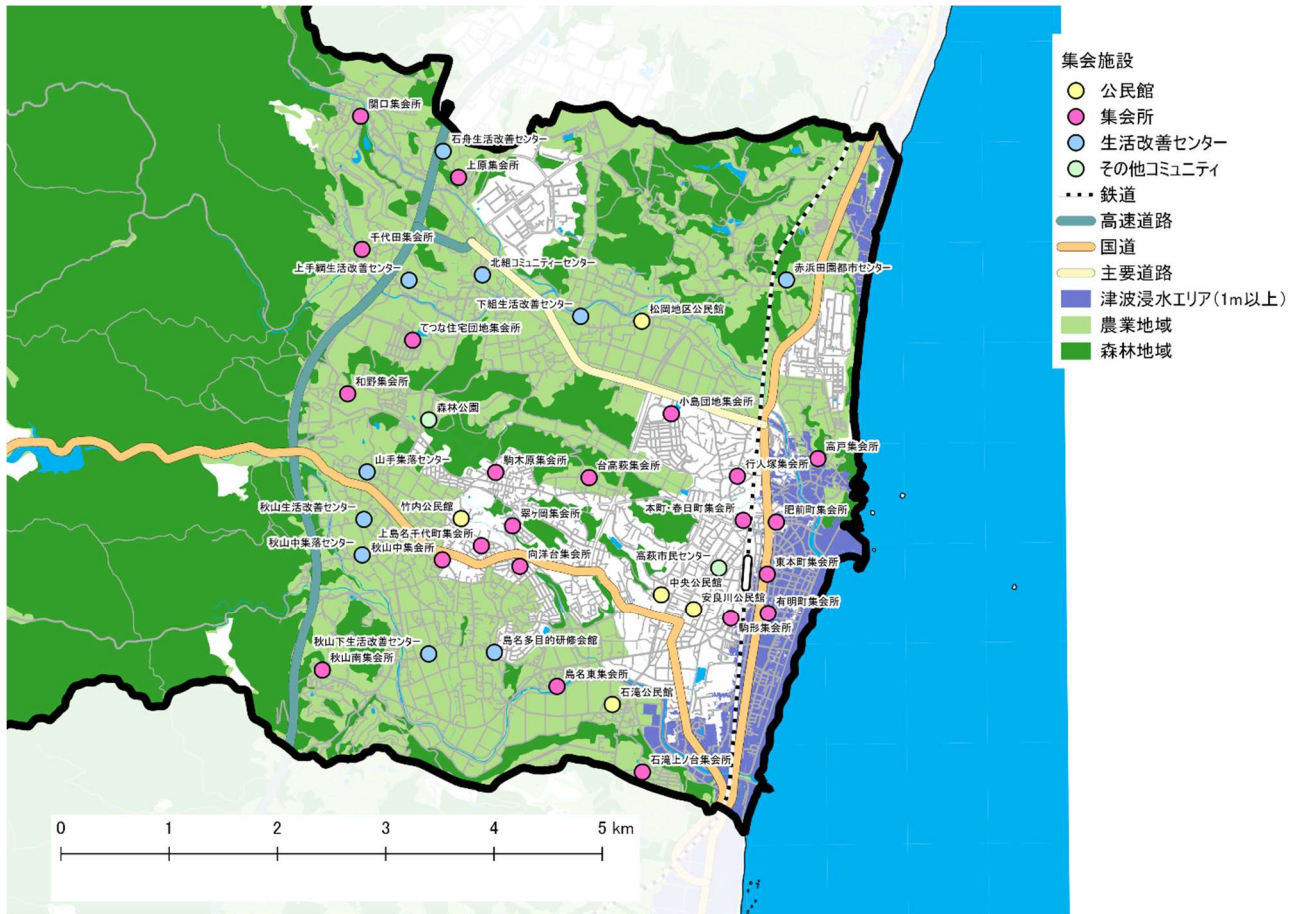 集会施設
公民館
集会所
生活改善センター
その他コミュニティ
鉄道
高速道路
国道
主要道路
津波浸水エリア(1m以上)
農業地域
森林地域
関口集会所
石舟生活改善センター
上原集会所
千代田集会所
上手綱生活改善センター
北組コミュニティーセンター
赤浜田園都市センター
下組生活改善センター
松岡地区公民館
てつな住宅団地集会所
和野集会所
森林公園
小島団地集会所
高戸集会所
山手集落センター
駒木原集会所
台高萩集会所
行人塚集会所
竹内公民館
秋山生活改善センター
翠ヶ岡集会所
本町・春日町集会所
肥前町集会所
上島名千代町集会所
秋山中集落センター
秋山中集会所
向洋台集会所
高萩市民センター
東本町集会所
中央公民館
安良川公民館
有明町集会所
駒形集会所
秋山下生活改善センター
島名多目的研修会館
秋山南集会所
島名東集会所
石滝公民館
石滝上ノ台集会所
0 1 2 3 4 5 km